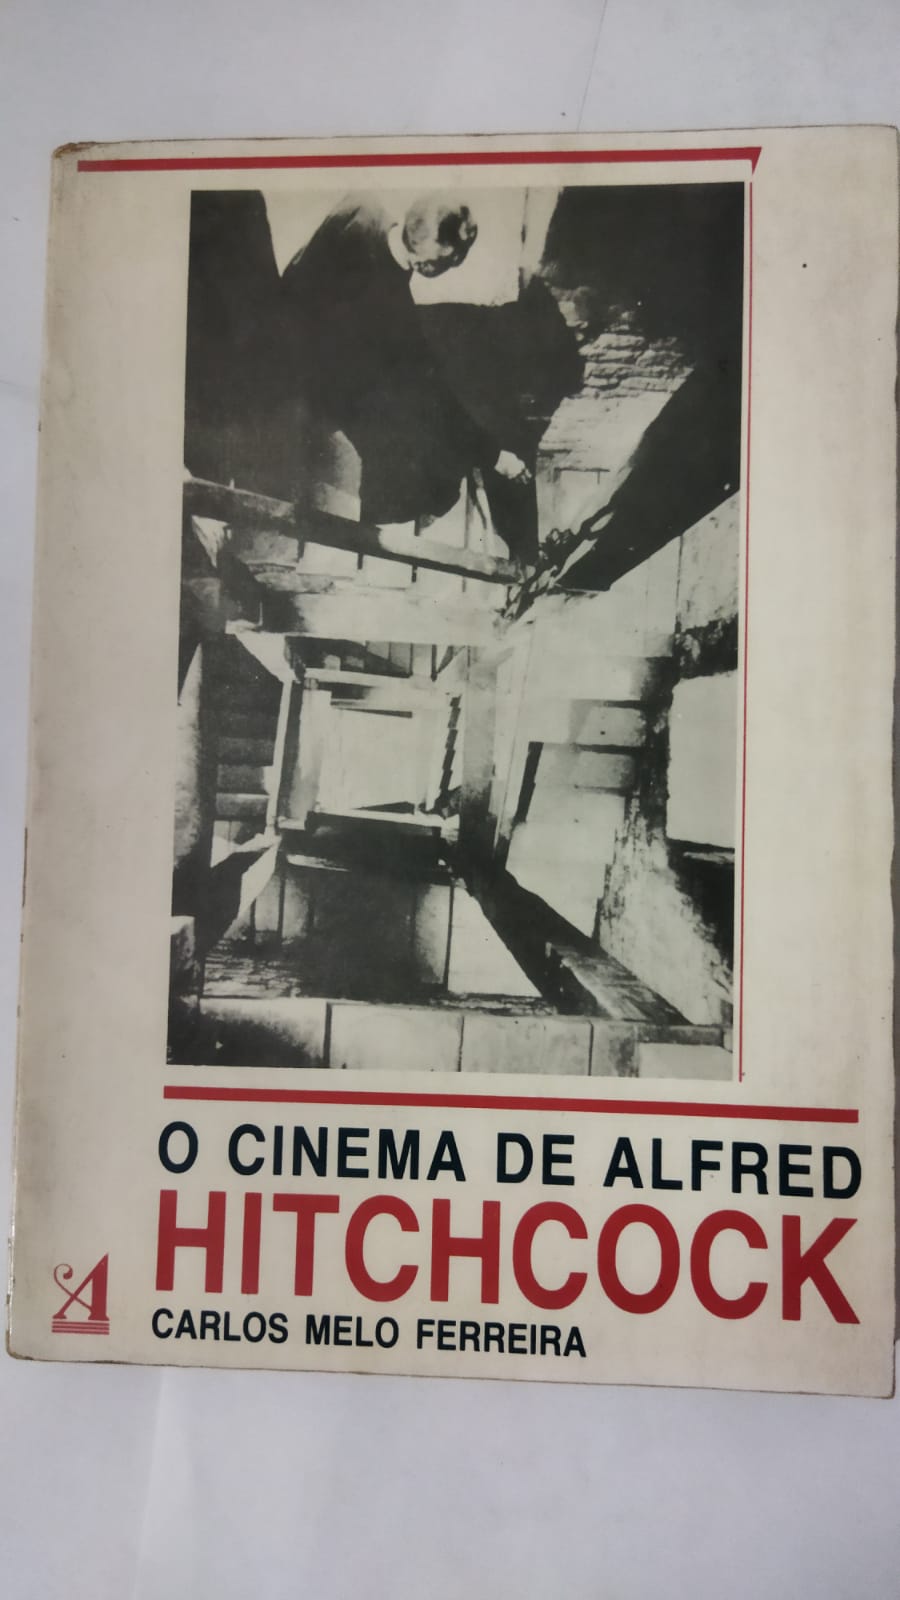 O CINEMA DE ALFRED
HITCHCOCK
CARLOS MELO FERREIRA
A